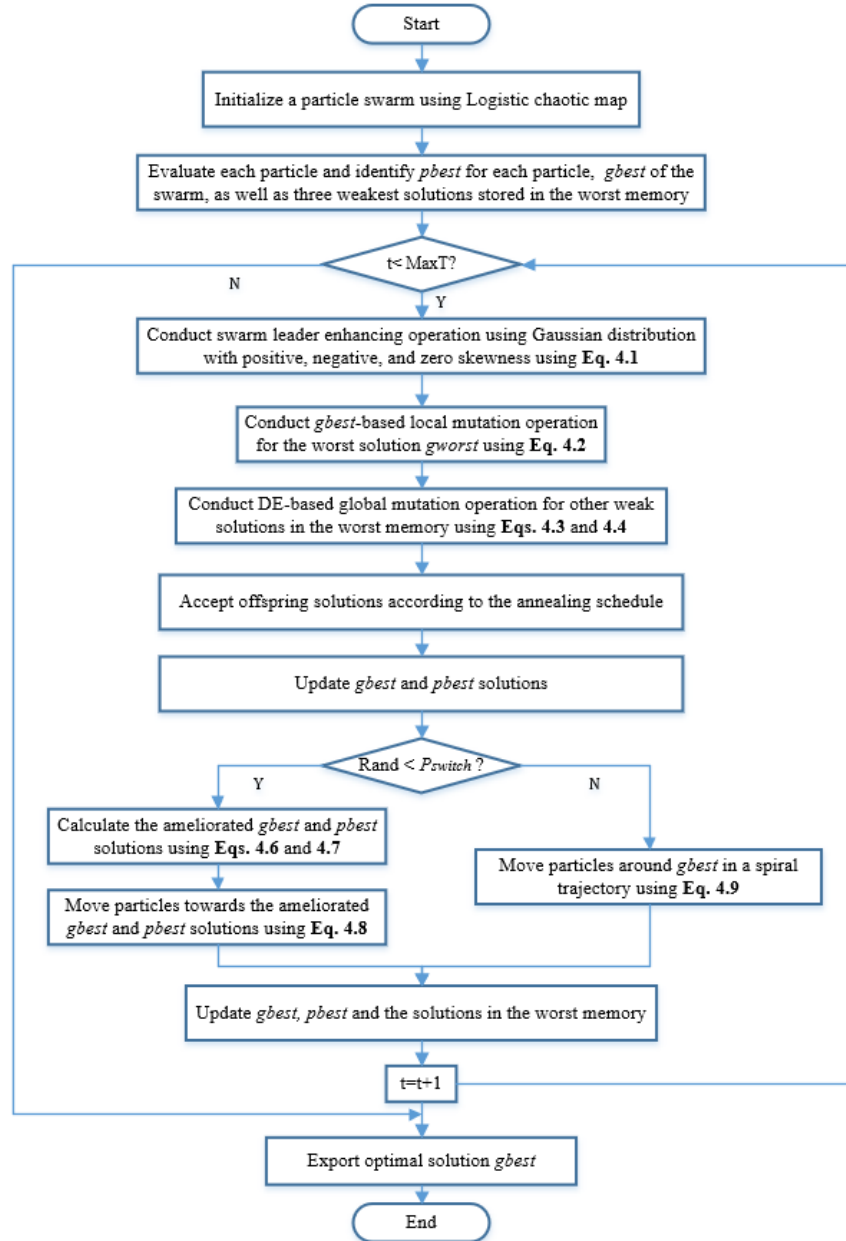 Start
Initialize a particle swarm using Logistic chaotic map
Evaluate each particle and identify pbest for each particle, gbest of the
swarm, as well as three weakest solutions stored in the worst memory
t< MaxT?
N
Y
Conduct swarm leader enhancing operation using Gaussian distribution
with positive, negative, and zero skewness using Eq. 4.1
Conduct gbest-based local mutation operation
for the worst solution gworst using Eq. 4.2
Conduct DE-based global mutation operation for other weak
solutions in the worst memory using Eqs. 4.3 and 4.4
Accept offspring solutions according to the annealing schedule
Update gbest and pbest solutions
Rand < Pswitch ?
Y
N
Calculate the ameliorated gbest and pbest
solutions using Eqs. 4.6 and 4.7
Move particles towards the ameliorated
gbest and pbest solutions using Eq. 4.8
Move particles around gbest in a spiral
trajectory using Eq. 4.9
Update gbest, pbest and the solutions in the worst memory
t=t+1
Export optimal solution gbest
End